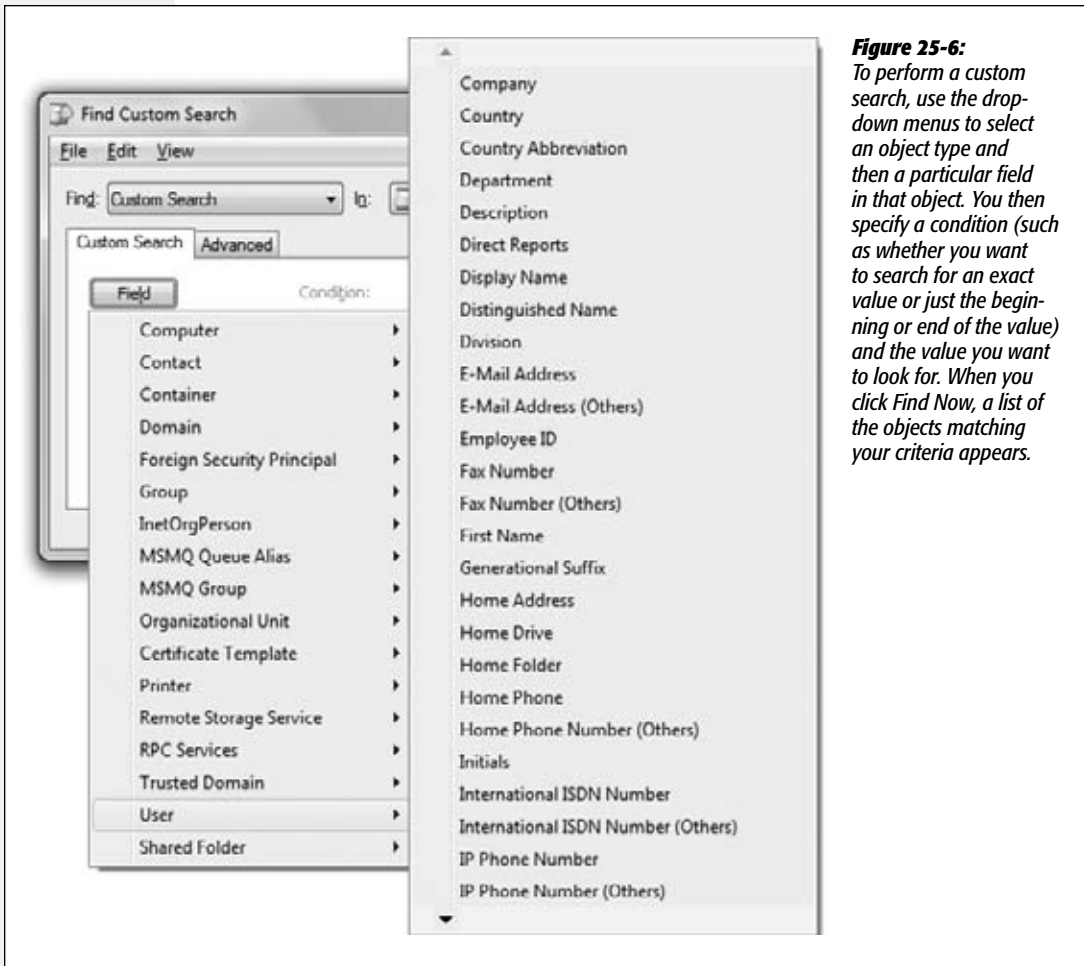 Find Custom Search
File Edit View
Find: Custom Search In:
Custom Search Advanced
Field Condition:
Computer
Contact
Container
Domain
Foreign Security Principal
Group
InetOrgPerson
MSMQ Queue Alias
MSMQ Group
Organizational Unit
Certificate Template
Printer
Remote Storage Service
RPC Services
Trusted Domain
User
Shared Folder
Company
Country
Country Abbreviation
Department
Description
Direct Reports
Display Name
Distinguished Name
Division
E-Mail Address
E-Mail Address (Others)
Employee ID
Fax Number
Fax Number (Others)
First Name
Generational Suffix
Home Address
Home Drive
Home Folder
Home Phone
Home Phone Number (Others)
Initials
International ISDN Number
International ISDN Number (Others)
IP Phone Number
IP Phone Number (Others)
Figure 25-6:
To perform a custom
search, use the drop-
down menus to select
an object type and
then a particular field
in that object. You then
specify a condition (such
as whether you want
to search for an exact
value or just the begin-
ning or end of the value)
and the value you want
to look for. When you
click Find Now, a list of
the objects matching
your criteria appears.